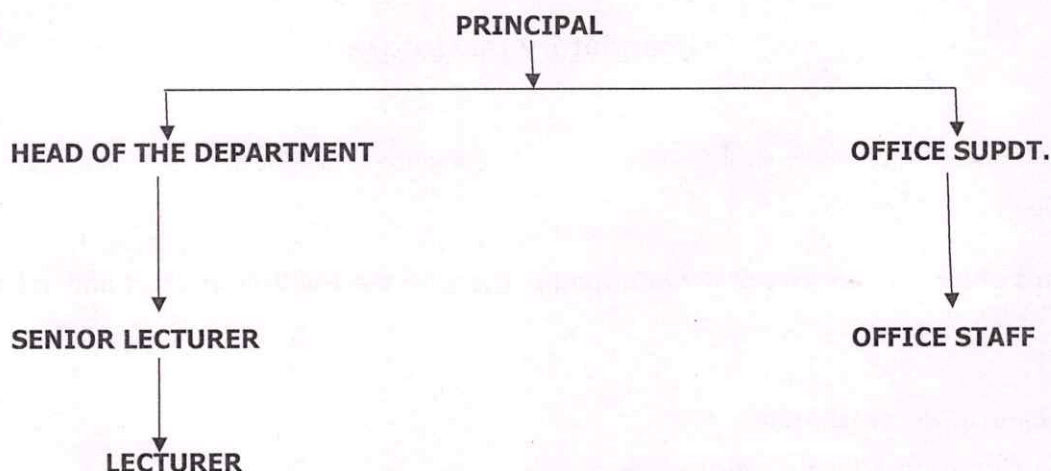 PRINCIPAL
HEAD OF THE DEPARTMENT
OFFICE SUPDT.
SENIOR LECTURER
OFFICE STAFF
LECTURER